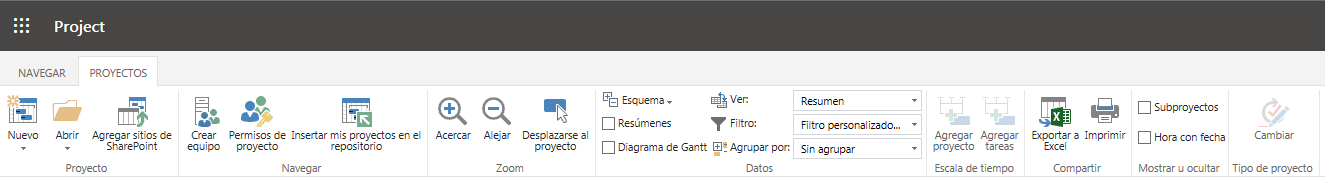 Project
NAVEGAR PROYECTOS
Nuevo
Abrir
Agregar sitios de
SharePoint
Proyecto
Crear
equipo
Permisos de
proyecto
Insertar mis proyectos en el
repositorio
Navegar
Acercar
Alejar
Desplazarse al
proyecto
Zoom
Esquema
Resúmenes
Diagrama de Gantt
Ver: Resumen
Filtro: Filtro personalizado...
Agrupar por: Sin agrupar
Datos
Agregar
proyecto
Agregar
tareas
Escala de tiempo
Exportar a
Excel
Imprimir
Compartir
Subproyectos
Hora con fecha
Mostrar u ocultar
Cambiar
Tipo de proyecto